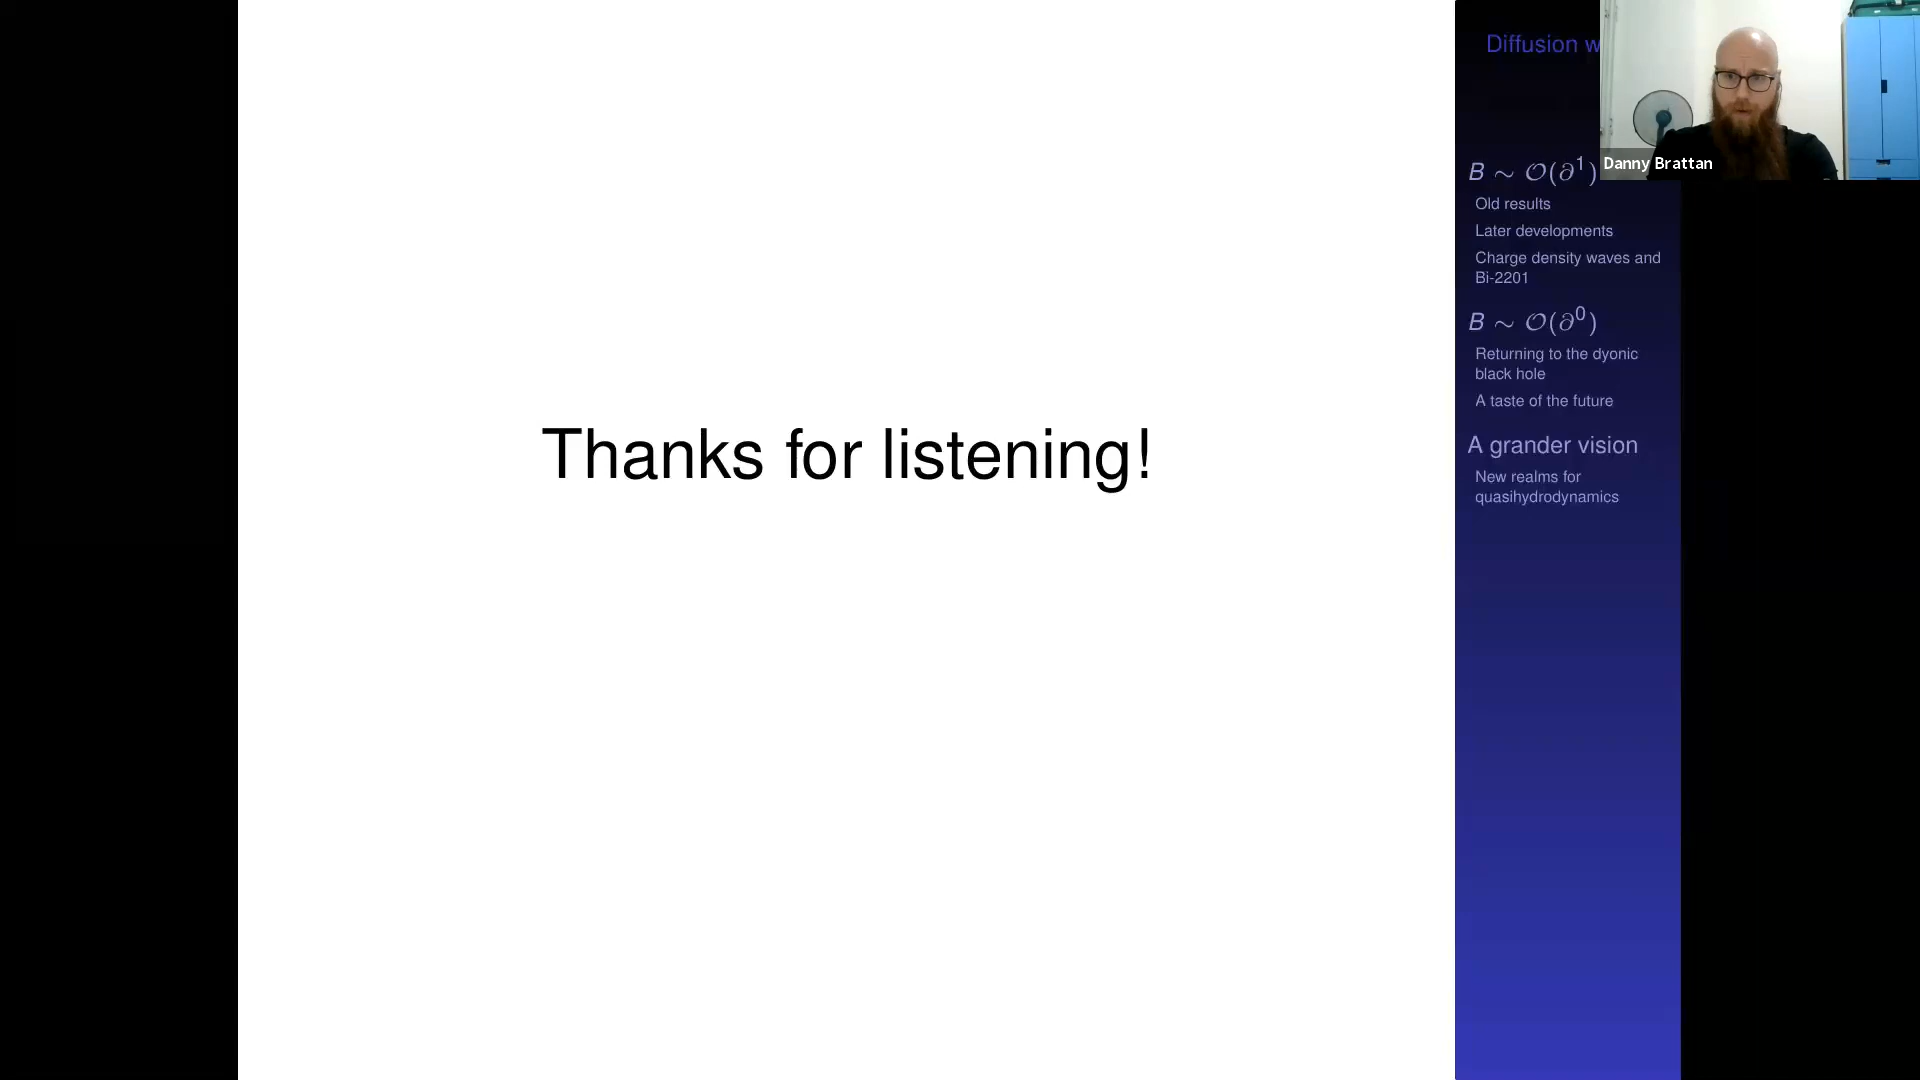 Thanks for listening!
Diffusion
B ∼ 𝒪(∂¹)
Old results
Later developments
Charge density waves and
Bi-2201
B ∼ 𝒪(∂⁰)
Returning to the dyonic
black hole
A taste of the future
A grander vision
New realms for
quasihydrodynamics
Danny Brattan